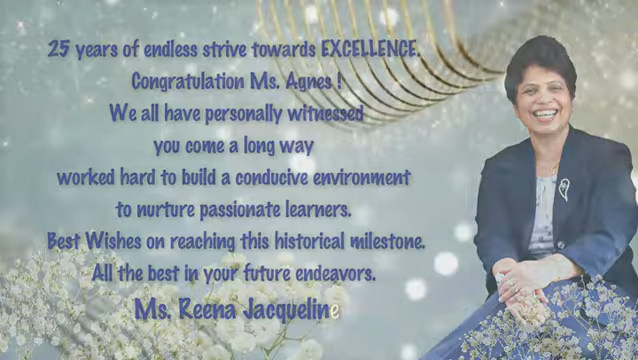 25 years of endless strive towards EXCELLENCE.
Congratulation Ms. Agnes !
We all have personally witnessed
you come a long way
worked hard to build a conducive environment
to nurture passionate learners.
Best Wishes on reaching this historical milestone.
All the best in your future endeavors.
Ms. Reena Jacqueline